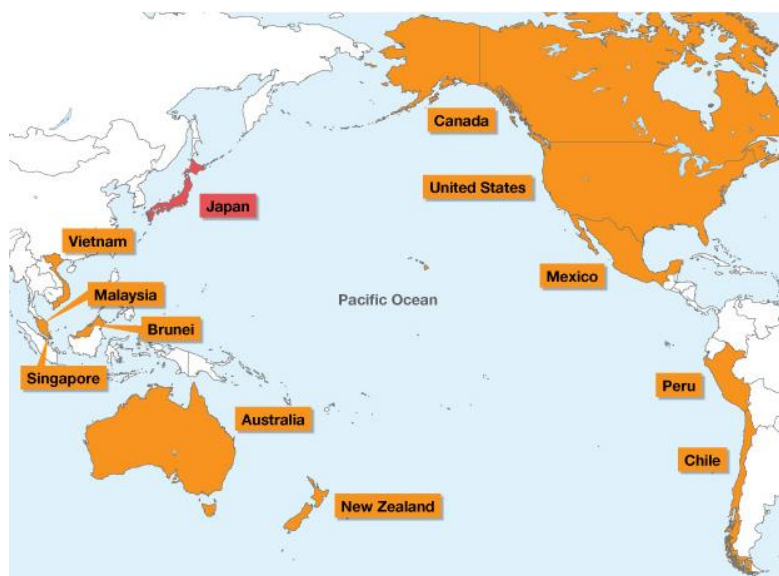 Canada
United States
Japan
Vietnam
Mexico
Malaysia
Pacific Ocean
Brunei
Singapore
Peru
Australia
Chile
New Zealand